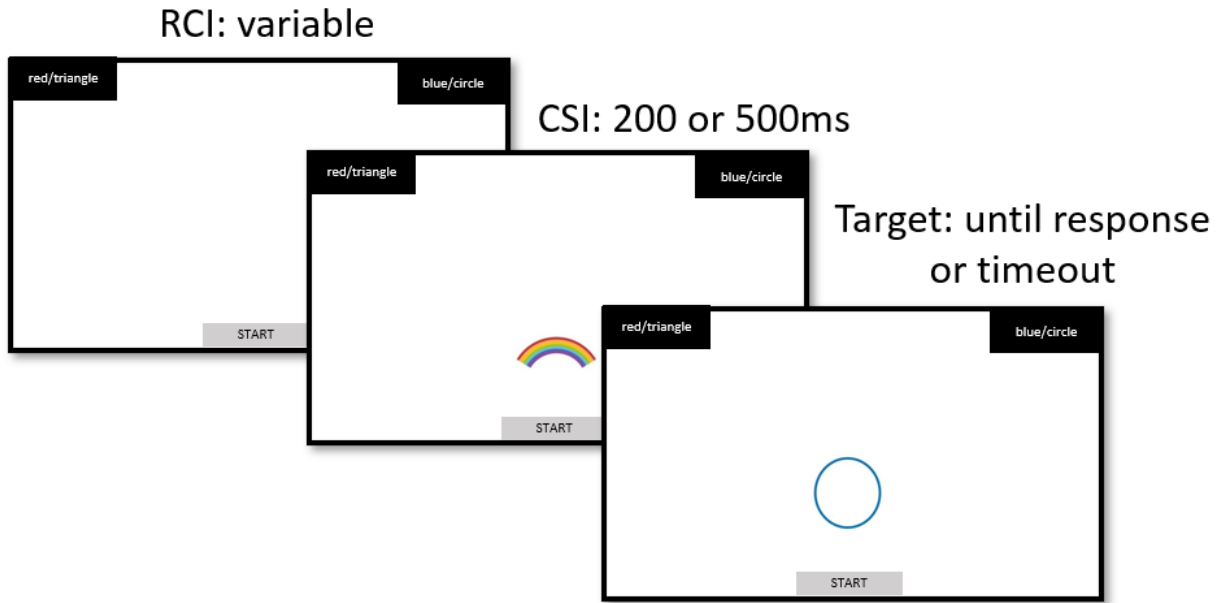 RCI: variable
red/triangle
blue/circle
START
CSI: 200 or 500ms
red/triangle
blue/circle
START
Target: until response
or timeout
red/triangle
blue/circle
START